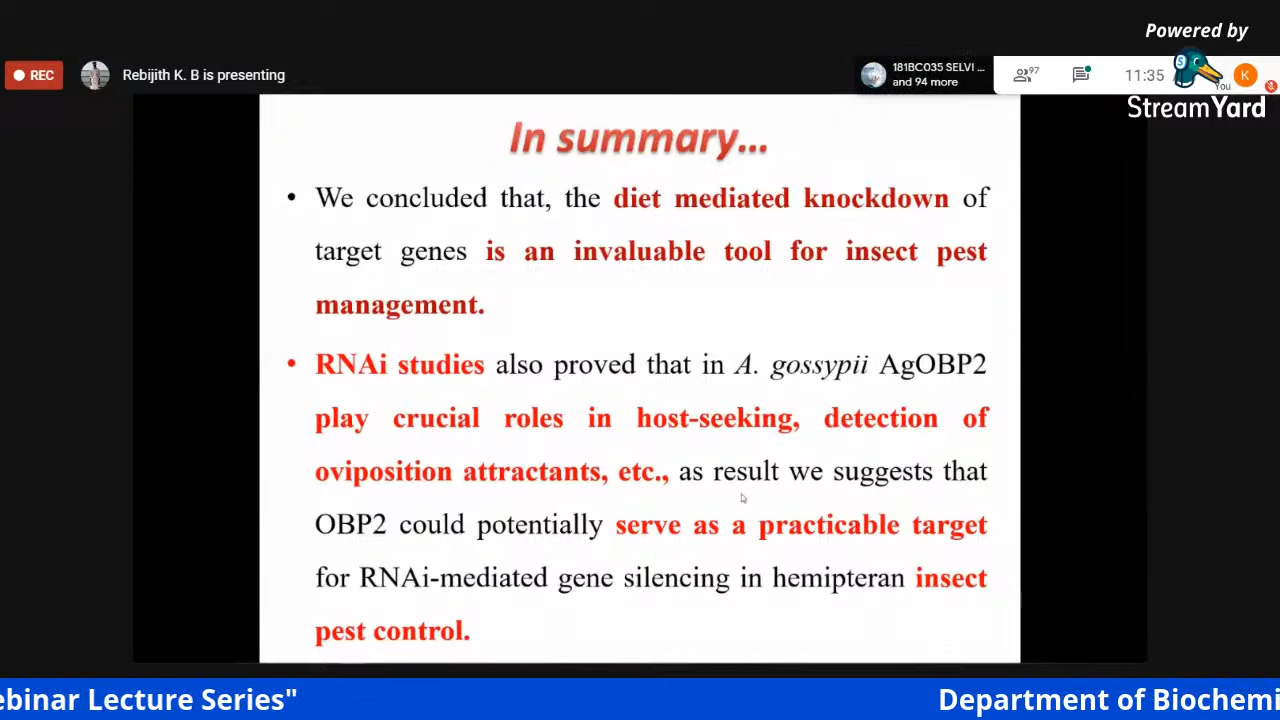 Powered by
REC
Rebijith K. B is presenting
181BC035 SELVI ...
and 94 more
97
11:35
You
K
S
StreamYard
In summary...
• We concluded that, the diet mediated knockdown of
target genes is an invaluable tool for insect pest
management.
• RNAi studies also proved that in A. gossypii AgOBP2
play crucial roles in host-seeking, detection of
oviposition attractants, etc., as result we suggests that
OBP2 could potentially serve as a practicable target
for RNAi-mediated gene silencing in hemipteran insect
pest control.
ebinar Lecture Series" Department of Biochemi